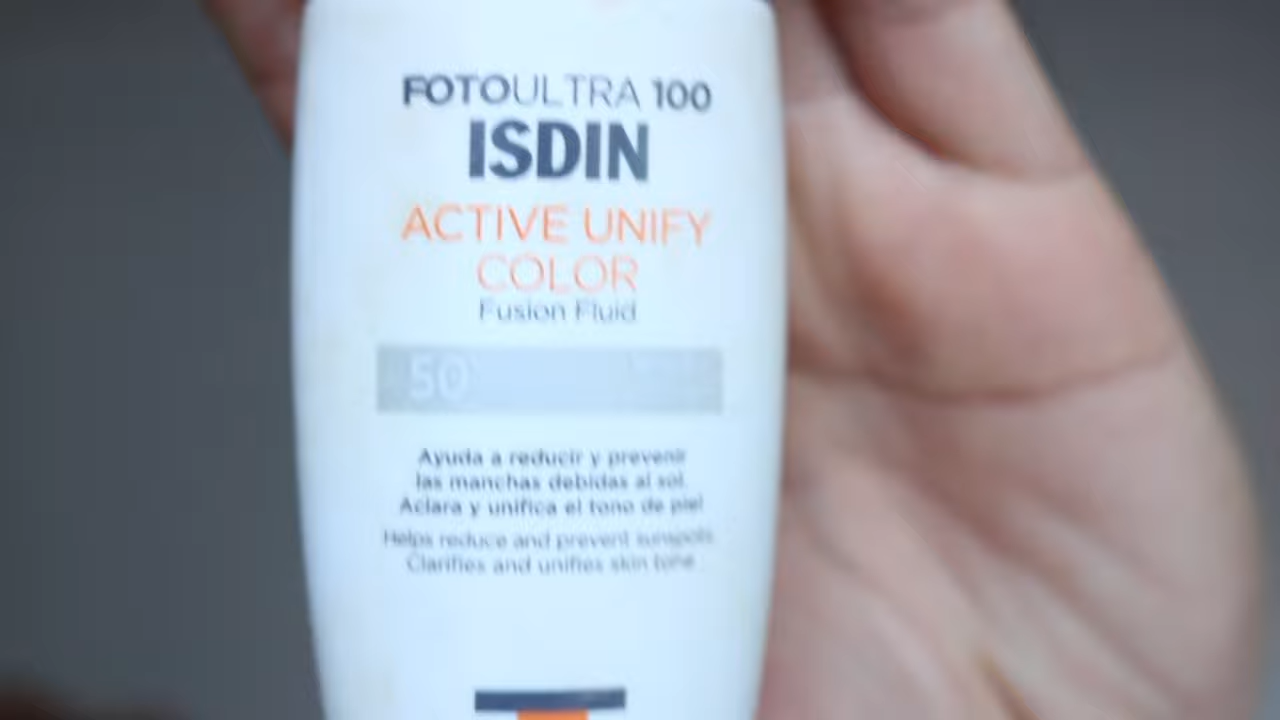 FOTOULTRA 100
ISDIN
ACTIVE UNIFY
COLOR
Fusion Fluid
50
Ayuda a reducir y prevenir
las manchas debidas al sol.
Aclara y unifica el tono de piel
Helps reduce and prevent sunspots.
Clarifies and unifies skin tone